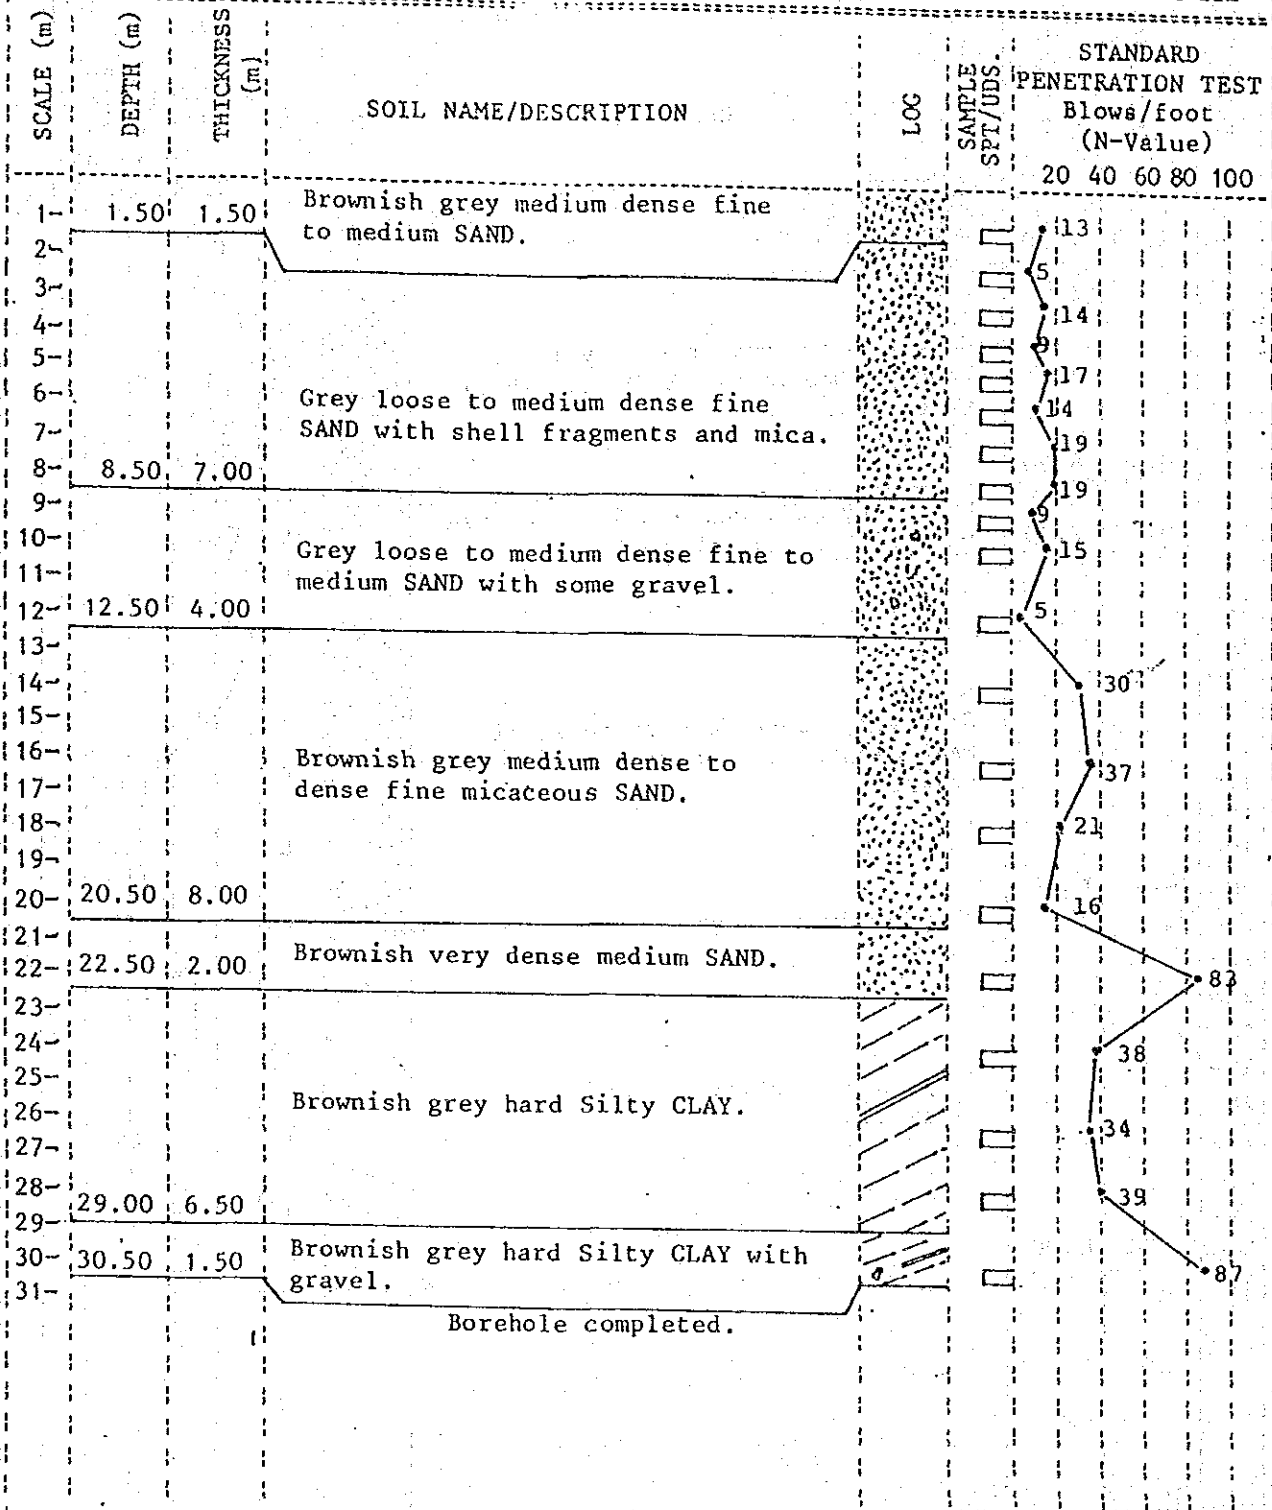 SCALE (m)
DEPTH (m)
THICKNESS
(m)
SOIL NAME/DESCRIPTION
LOG
SAMPLE
SPT/UDS.
STANDARD
PENETRATION TEST
Blows/foot
(N-Value)
20 40 60 80 100
1- 1.50 1.50 Brownish grey medium dense fine
to medium SAND.
13
2-
5
3-
14
4-
9
5-
17
6- Grey loose to medium dense fine
14
7- SAND with shell fragments and mica.
19
8- 8.50 7.00
19
9-
9
10- Grey loose to medium dense fine to
15
11- medium SAND with some gravel.
12- 12.50 4.00
5
13-
14-
30
15-
16- Brownish grey medium dense to
37
17- dense fine micaceous SAND.
18-
21
19-
20- 20.50 8.00
16
21-
22- 22.50 2.00 Brownish very dense medium SAND.
83
23-
24-
38
25-
26- Brownish grey hard Silty CLAY.
34
27-
28-
39
29.00 6.50
29-
30- 30.50 1.50 Brownish grey hard Silty CLAY with
87
31- gravel.
Borehole completed.